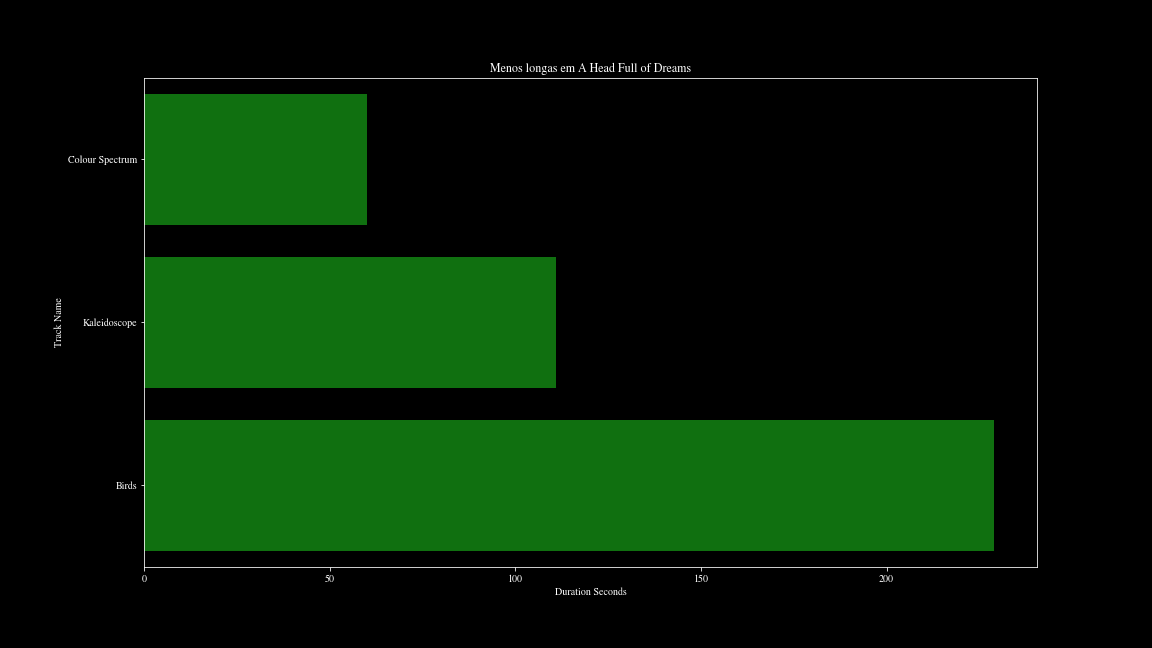 Menos longas em A Head Full of Dreams
Colour Spectrum
Kaleidoscope
Birds
Track Name
0 50 100 150 200
Duration Seconds